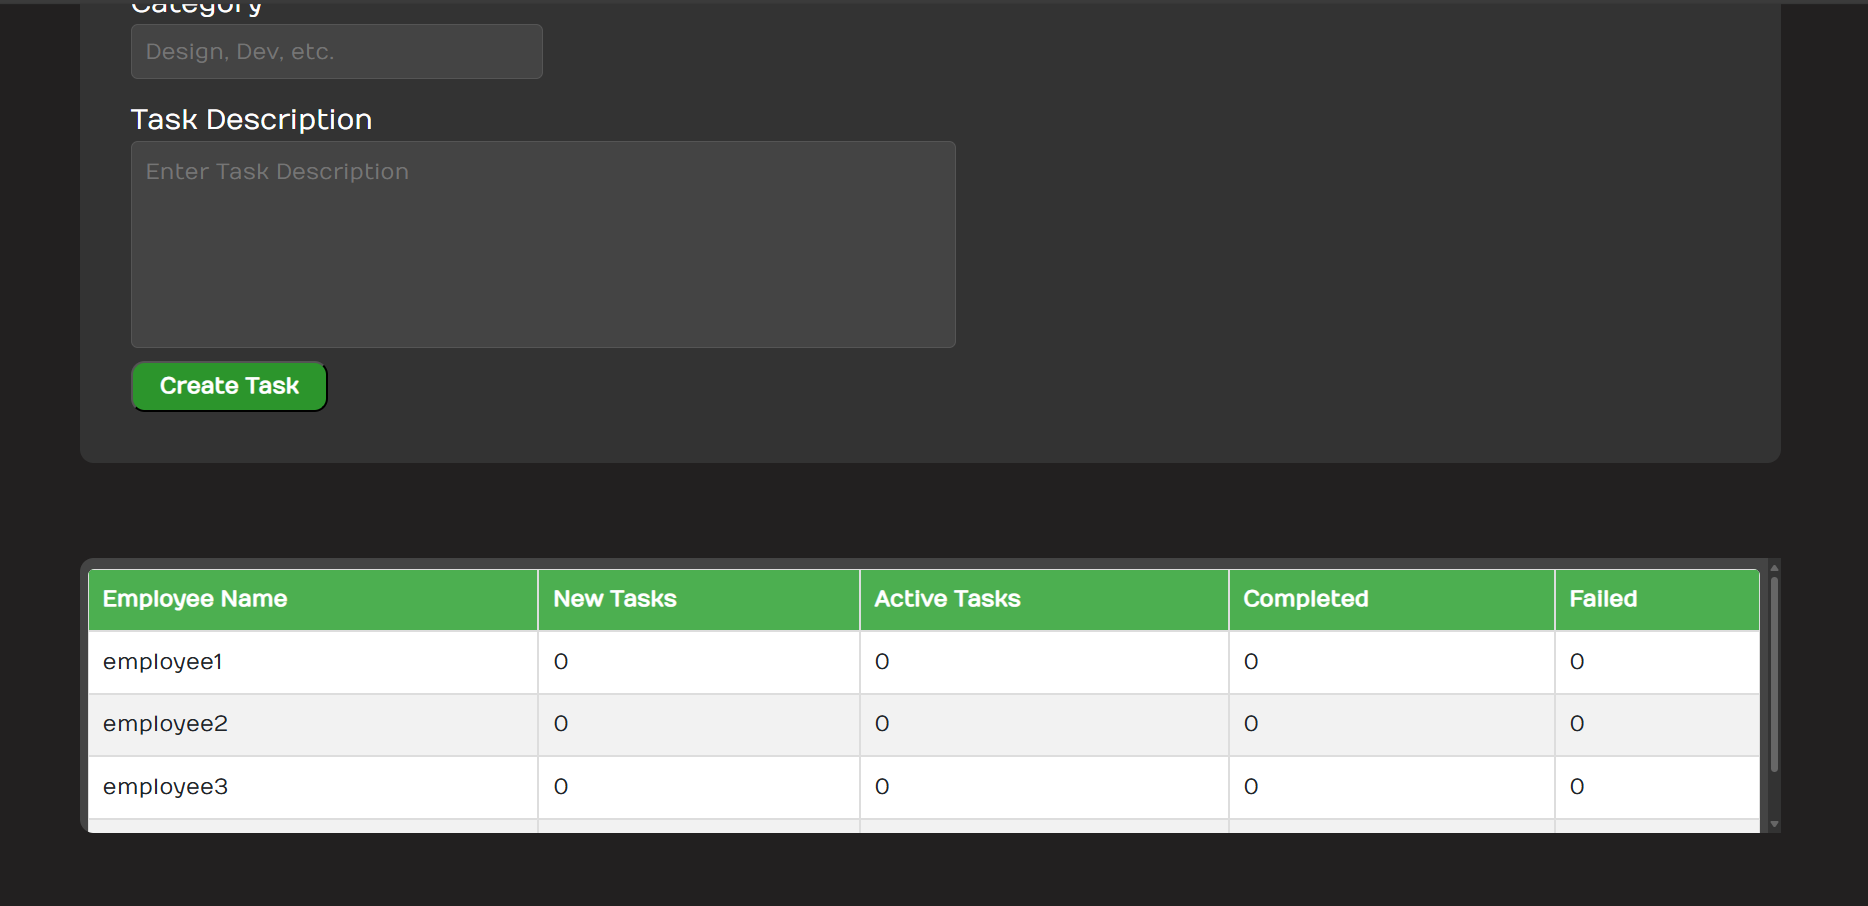 Category
Design, Dev, etc.
Task Description
Enter Task Description
Create Task
Employee Name New Tasks Active Tasks Completed Failed
employee1 0 0 0 0
employee2 0 0 0 0
employee3 0 0 0 0